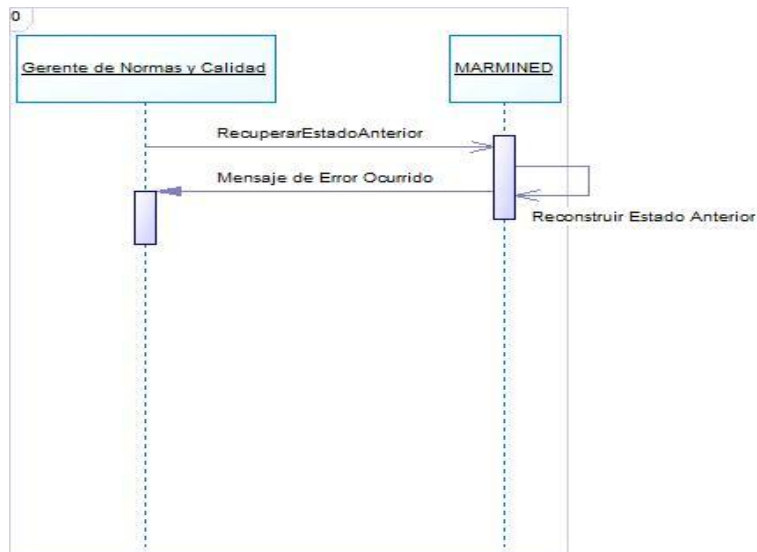 0
Gerente de Normas y Calidad
MARMINED
RecuperarEstadoAnterior
Mensaje de Error Ocurrido
Reconstruir Estado Anterior